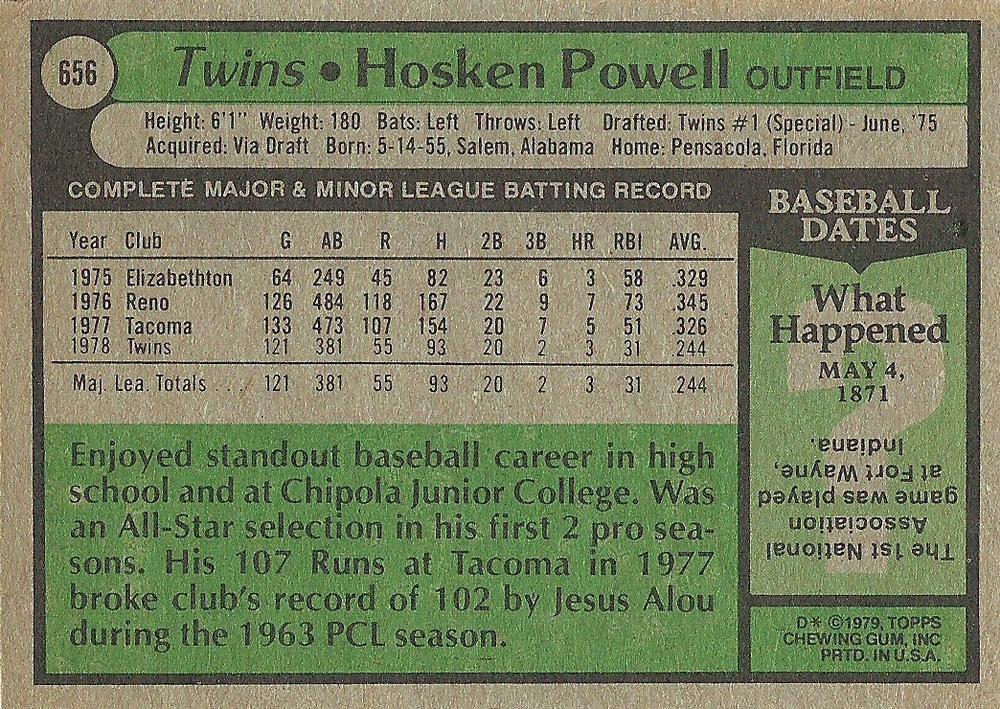 656
Twins • Hosken Powell OUTFIELD
Height: 6'1" Weight: 180 Bats: Left Throws: Left Drafted: Twins #1 (Special) - June, '75
Acquired: Via Draft Born: 5-14-55, Salem, Alabama Home: Pensacola, Florida
COMPLETE MAJOR & MINOR LEAGUE BATTING RECORD
Year Club G AB R H 2B 3B HR RBI AVG.
1975 Elizabethton 64 249 45 82 23 6 3 58 .329
1976 Reno 126 484 118 167 22 9 7 73 .345
1977 Tacoma 133 473 107 154 20 7 5 51 .326
1978 Twins 121 381 55 93 20 2 3 31 .244
Maj. Lea. Totals .... 121 381 55 93 20 2 3 31 .244
Enjoyed standout baseball career in high
school and at Chipola Junior College. Was
an All-Star selection in his first 2 pro sea-
sons. His 107 Runs at Tacoma in 1977
broke club's record of 102 by Jesus Alou
during the 1963 PCL season.
BASEBALL
DATES
What
Happened
MAY 4,
1871
The 1st National
Association
game was played
at Fort Wayne,
Indiana.
D* ©1979, TOPPS
CHEWING GUM, INC
PRTD. IN U.S.A.